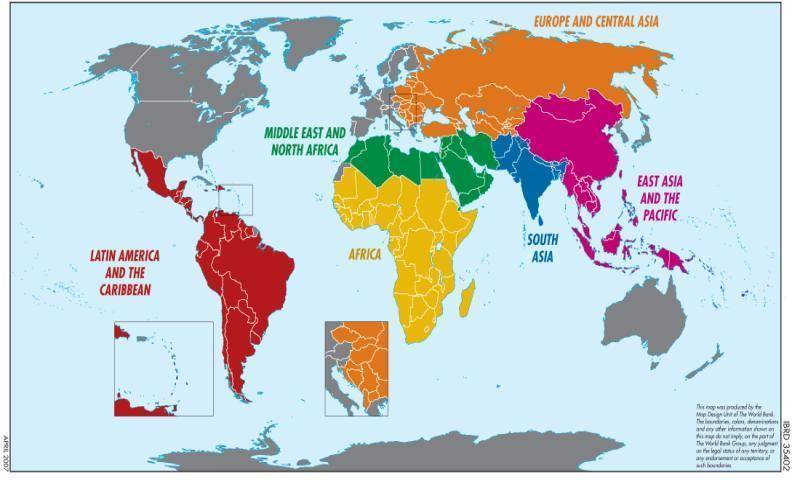 EUROPE AND CENTRAL ASIA
MIDDLE EAST AND
NORTH AFRICA
EAST ASIA
AND THE
PACIFIC
SOUTH
ASIA
AFRICA
LATIN AMERICA
AND THE
CARIBBEAN
This map was produced by the
Map Design Unit of The World Bank.
The boundaries, colors, denominations
and any other information shown on
this map do not imply, on the part of
The World Bank Group, any judgment
on the legal status of any territory, or
any endorsement or acceptance of
such boundaries.
IBRD 35402
APRIL 2007